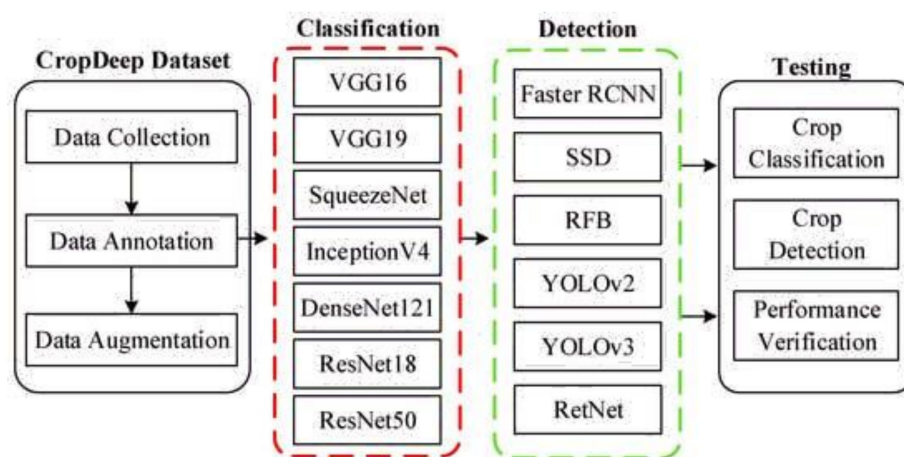 CropDeep Dataset
Data Collection
Data Annotation
Data Augmentation
Classification
VGG16
VGG19
SqueezeNet
InceptionV4
DenseNet121
ResNet18
ResNet50
Detection
Faster RCNN
SSD
RFB
YOLOv2
YOLOv3
RetNet
Testing
Crop
Classification
Crop
Detection
Performance
Verification